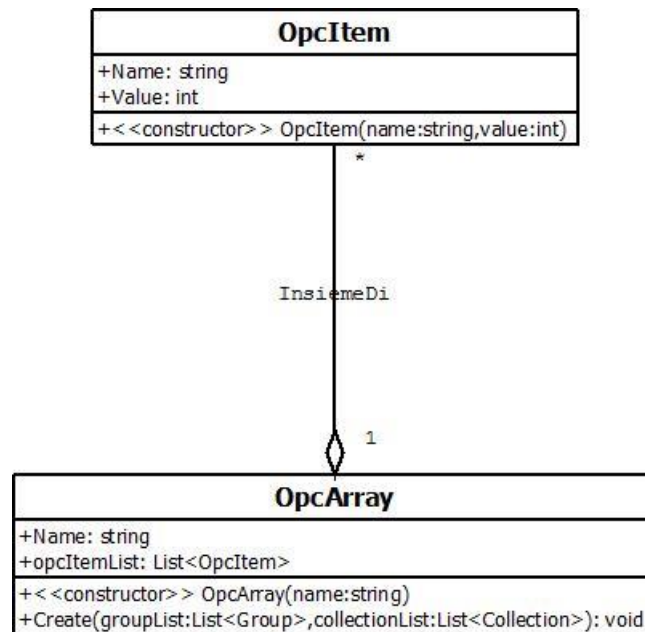 OpcItem
+Name: string
+Value: int
+<<constructor>> OpcItem(name:string,value:int)
*
InsiemeDi
1
OpcArray
+Name: string
+opcItemList: List<OpcItem>
+<<constructor>> OpcArray(name:string)
+Create(groupList:List<Group>,collectionList:List<Collection>): void